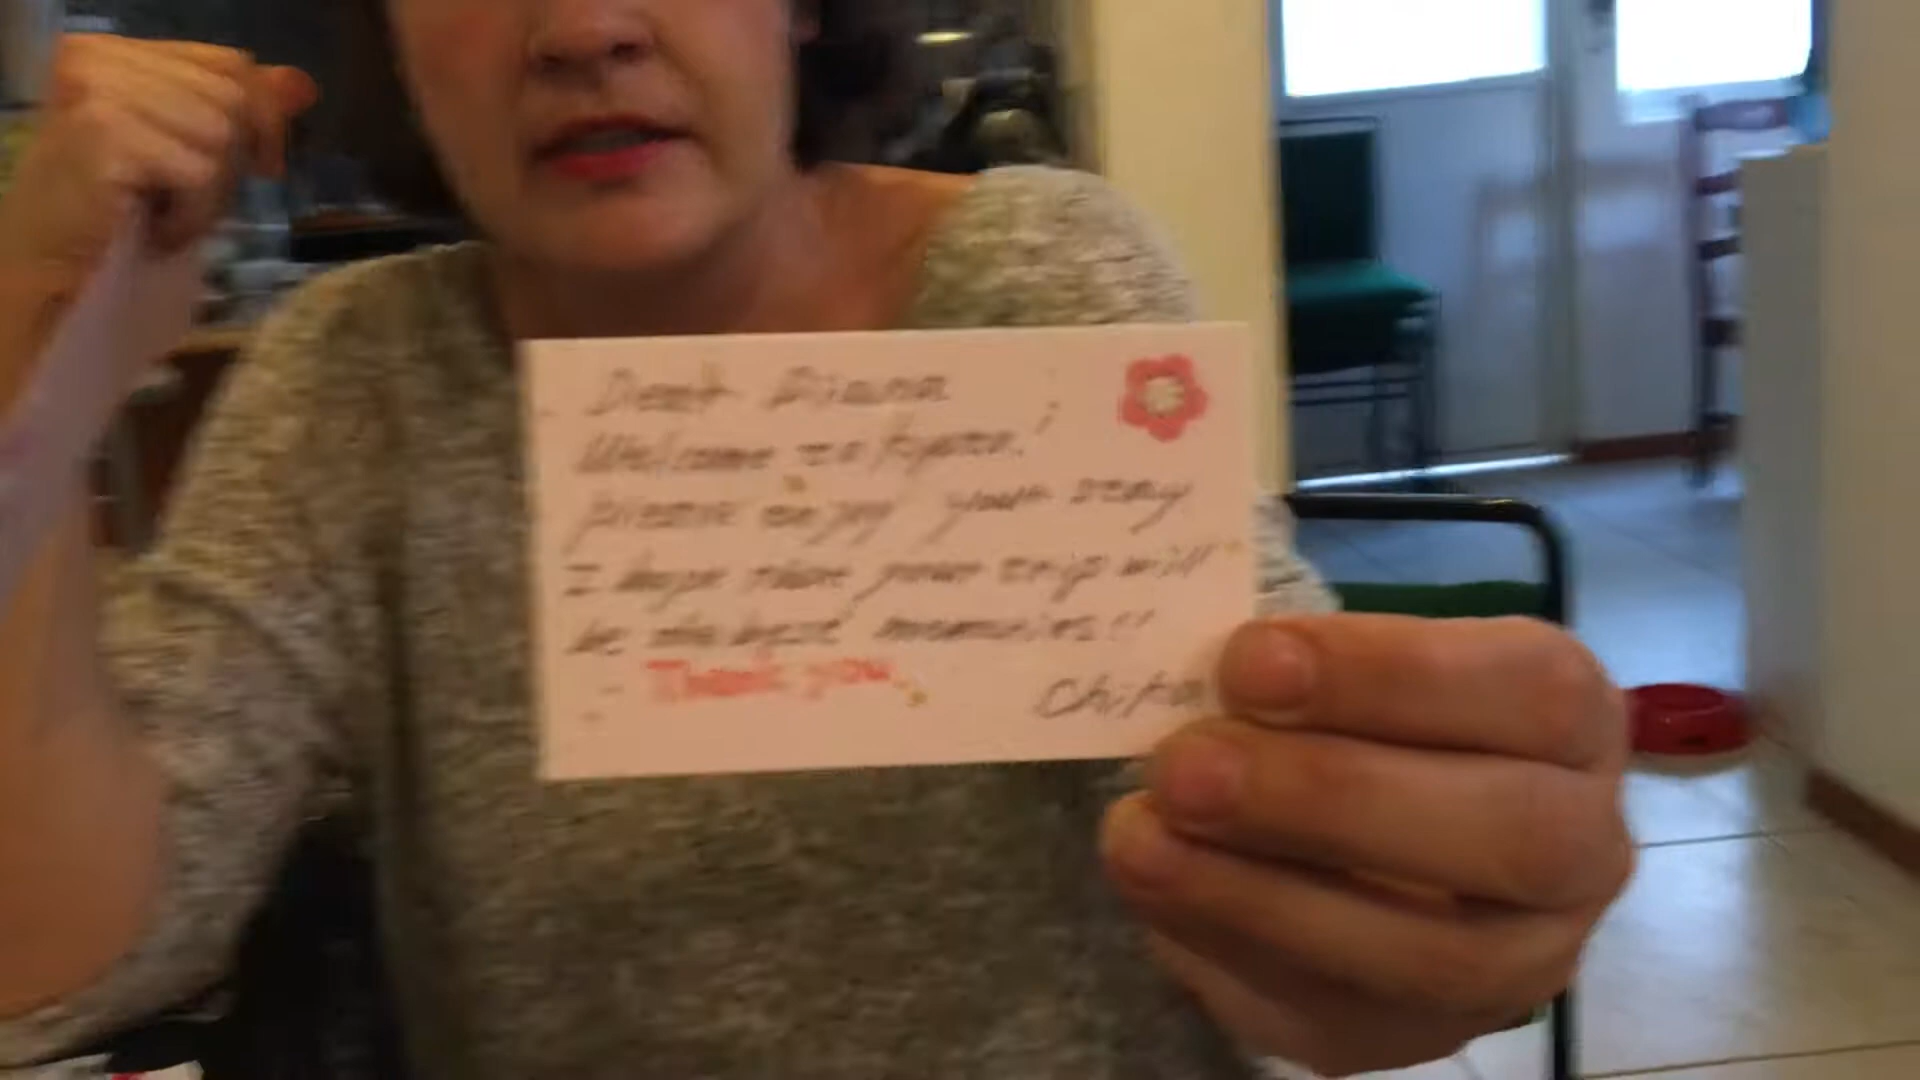 Dear Diana
Welcome to Kyoto!
please enjoy your stay
I hope that your trip will
be the best memories!!
Thank you